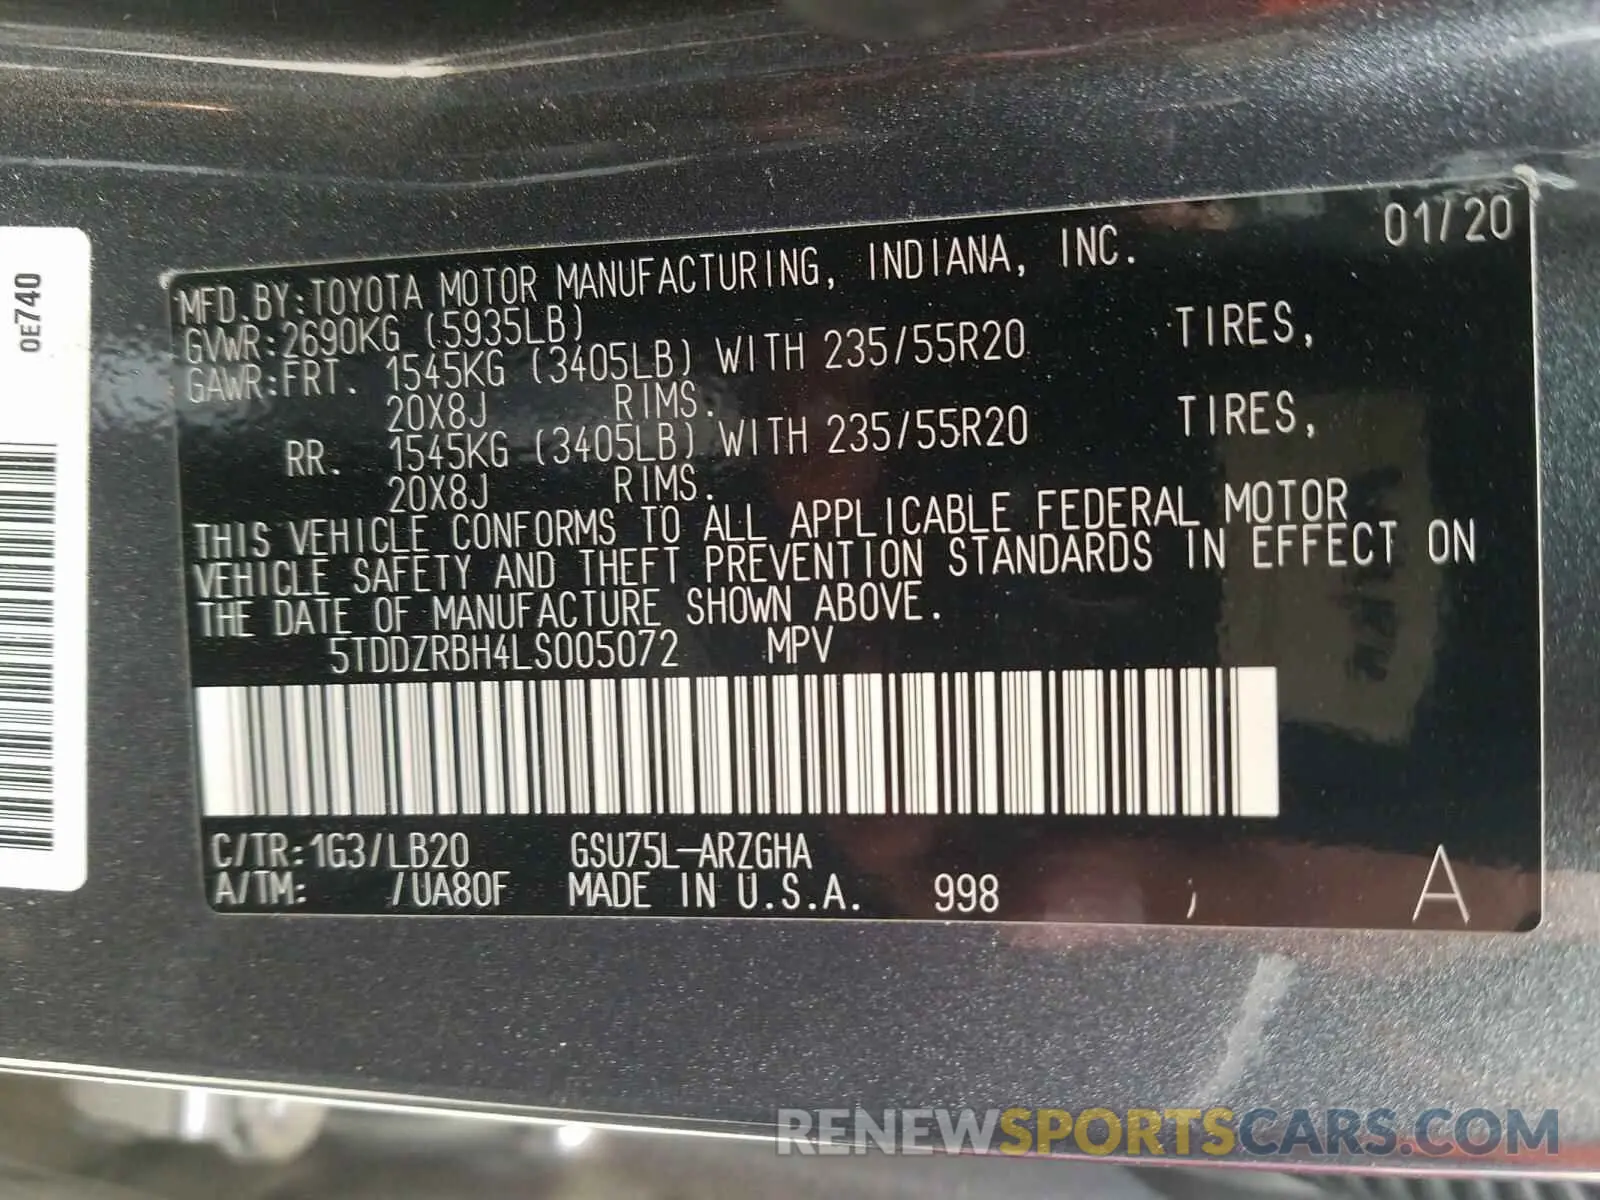 0E740
01/20
MFD.BY:TOYOTA MOTOR MANUFACTURING, INDIANA, INC.
GVWR:2690KG (5935LB)
GAWR:FRT. 1545KG (3405LB) WITH 235/55R20 TIRES,
20X8J RIMS.
RR. 1545KG (3405LB) WITH 235/55R20 TIRES,
20X8J RIMS.
THIS VEHICLE CONFORMS TO ALL APPLICABLE FEDERAL MOTOR
VEHICLE SAFETY AND THEFT PREVENTION STANDARDS IN EFFECT ON
THE DATE OF MANUFACTURE SHOWN ABOVE.
5TDDZRBH4LS005072 MPV
C/TR:1G3/LB20 GSU75L-ARZGHA
A/TM: /UA80F MADE IN U.S.A. 998 , A
RENEWSPORTSCARS.COM